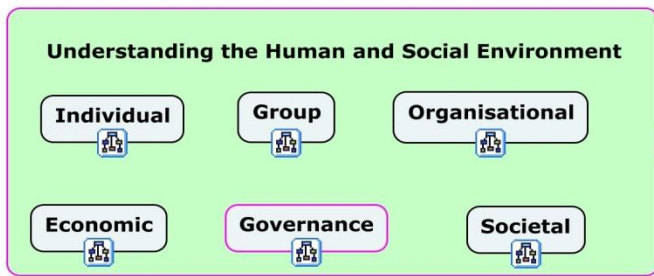 Understanding the Human and Social Environment
Individual
Group
Organisational
Economic
Governance
Societal